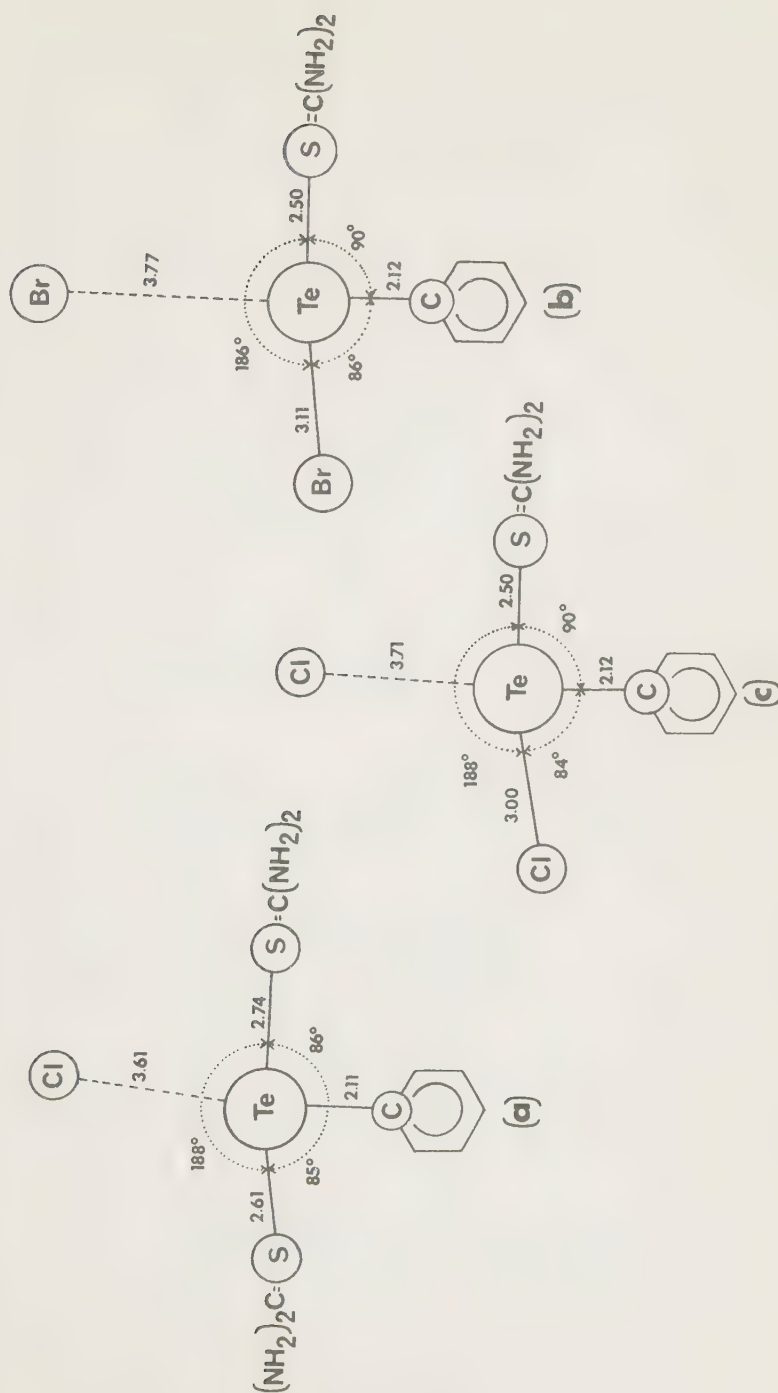 Cl
3.61
188°
(NH2)2C=
S
2.61
Te
2.74
S
=C(NH2)2
85°
86°
2.11
C
(a)
Br
3.77
186°
Br
3.11
Te
2.50
S
=C(NH2)2
86°
90°
2.12
C
(b)
Cl
3.71
188°
Cl
3.00
Te
2.50
S
=C(NH2)2
84°
90°
2.12
C
(c)